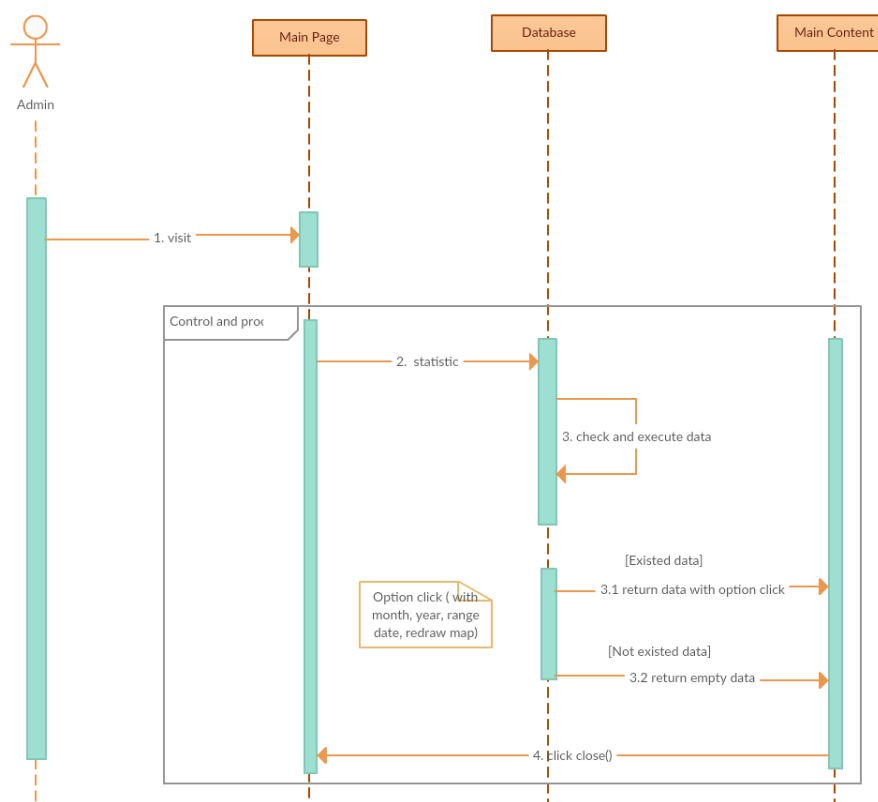 Admin
Main Page
Database
Main Content
1. visit
Control and proc
2. statistic
3. check and execute data
[Existed data]
3.1 return data with option click
Option click ( with
month, year, range
date, redraw map)
[Not existed data]
3.2 return empty data
4. click close()